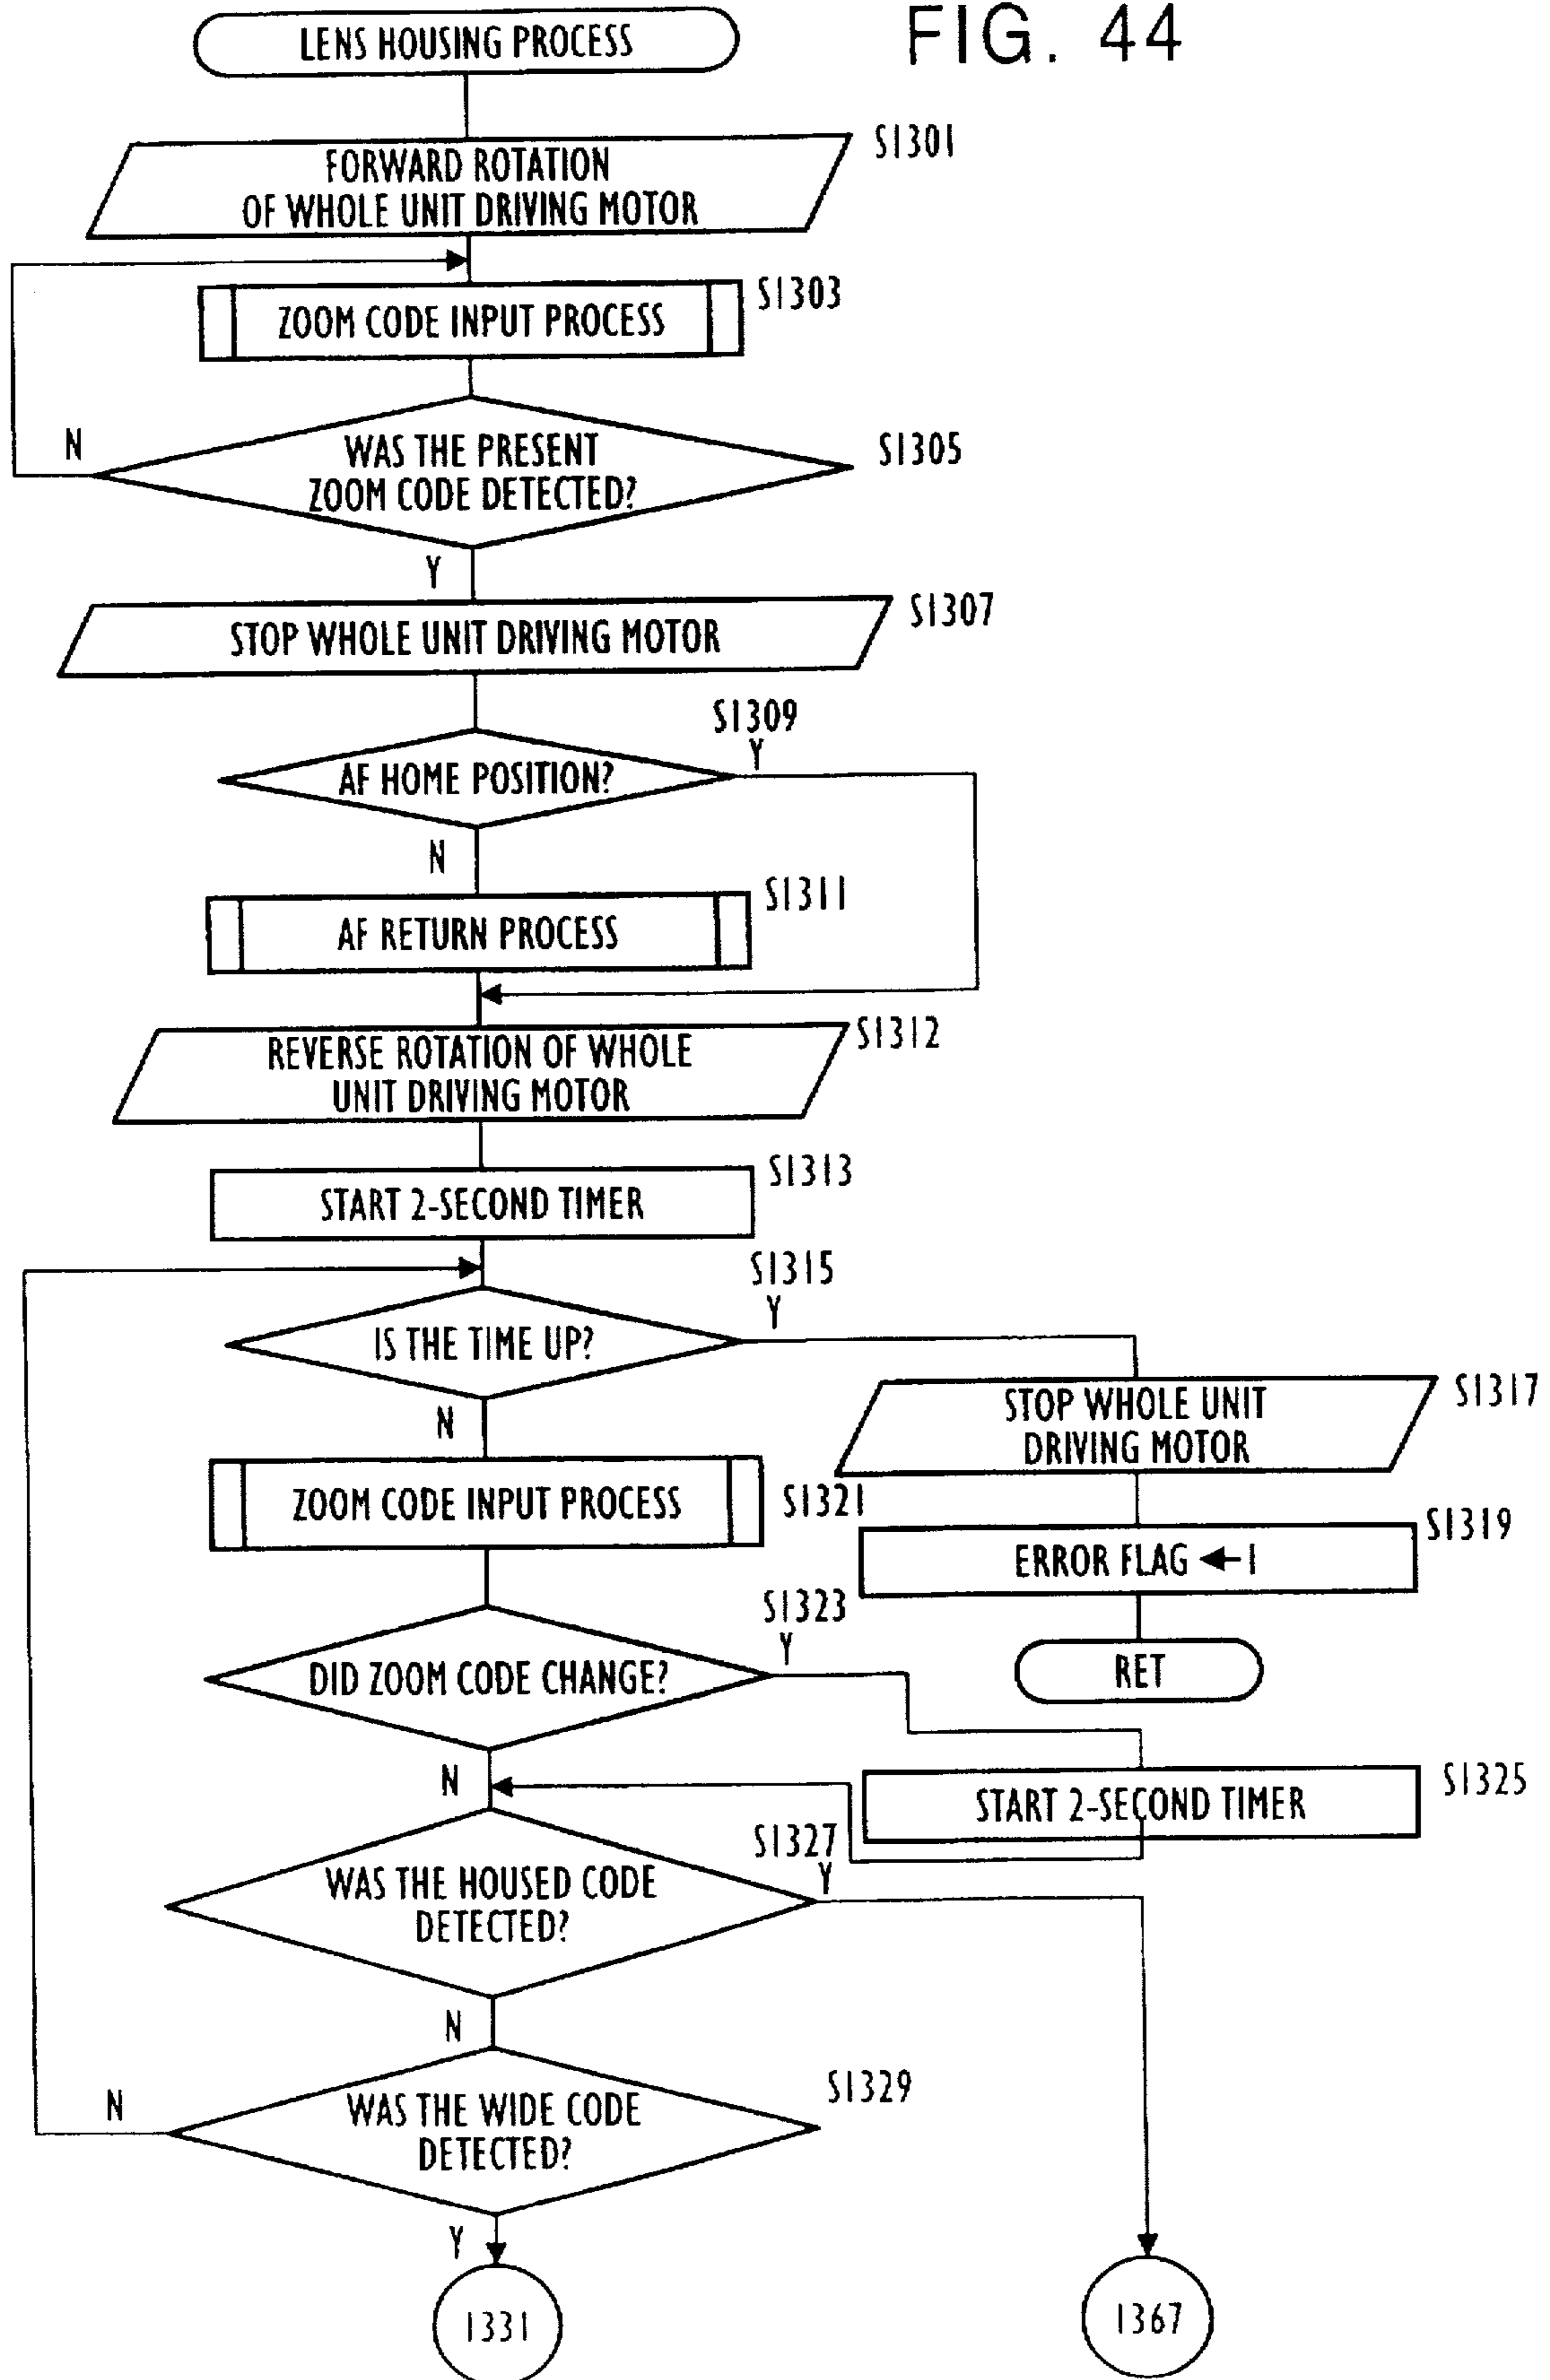 FIG. 44
LENS HOUSING PROCESS
S1301
FORWARD ROTATION
OF WHOLE UNIT DRIVING MOTOR
S1303
ZOOM CODE INPUT PROCESS
N
S1305
WAS THE PRESENT
ZOOM CODE DETECTED?
Y
S1307
STOP WHOLE UNIT DRIVING MOTOR
S1309
Y
AF HOME POSITION?
N
S1311
AF RETURN PROCESS
S1312
REVERSE ROTATION OF WHOLE
UNIT DRIVING MOTOR
S1313
START 2-SECOND TIMER
S1315
Y
IS THE TIME UP?
N
S1317
STOP WHOLE UNIT
DRIVING MOTOR
ZOOM CODE INPUT PROCESS
S1321
S1319
ERROR FLAG ←1
S1323
Y
RET
DID ZOOM CODE CHANGE?
N
S1325
START 2-SECOND TIMER
S1327
Y
WAS THE HOUSED CODE
DETECTED?
N
S1329
N
WAS THE WIDE CODE
DETECTED?
Y
1331
1367